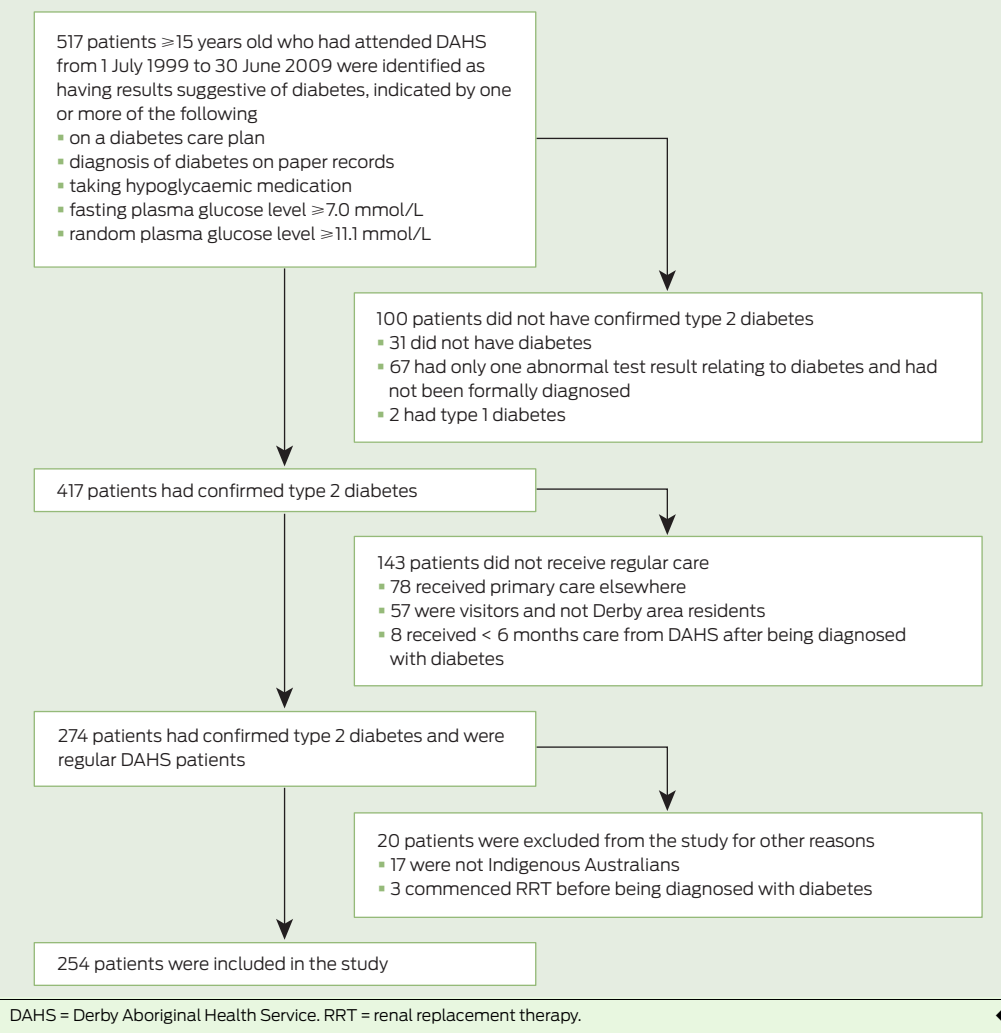 517 patients ⩾15 years old who had attended DAHS
from 1 July 1999 to 30 June 2009 were identified as
having results suggestive of diabetes, indicated by one
or more of the following
▪ on a diabetes care plan
▪ diagnosis of diabetes on paper records
▪ taking hypoglycaemic medication
▪ fasting plasma glucose level ⩾7.0 mmol/L
▪ random plasma glucose level ⩾11.1 mmol/L
100 patients did not have confirmed type 2 diabetes
▪ 31 did not have diabetes
▪ 67 had only one abnormal test result relating to diabetes and had
not been formally diagnosed
▪ 2 had type 1 diabetes
417 patients had confirmed type 2 diabetes
143 patients did not receive regular care
▪ 78 received primary care elsewhere
▪ 57 were visitors and not Derby area residents
▪ 8 received < 6 months care from DAHS after being diagnosed
with diabetes
274 patients had confirmed type 2 diabetes and were
regular DAHS patients
20 patients were excluded from the study for other reasons
▪ 17 were not Indigenous Australians
▪ 3 commenced RRT before being diagnosed with diabetes
254 patients were included in the study
DAHS = Derby Aboriginal Health Service. RRT = renal replacement therapy.